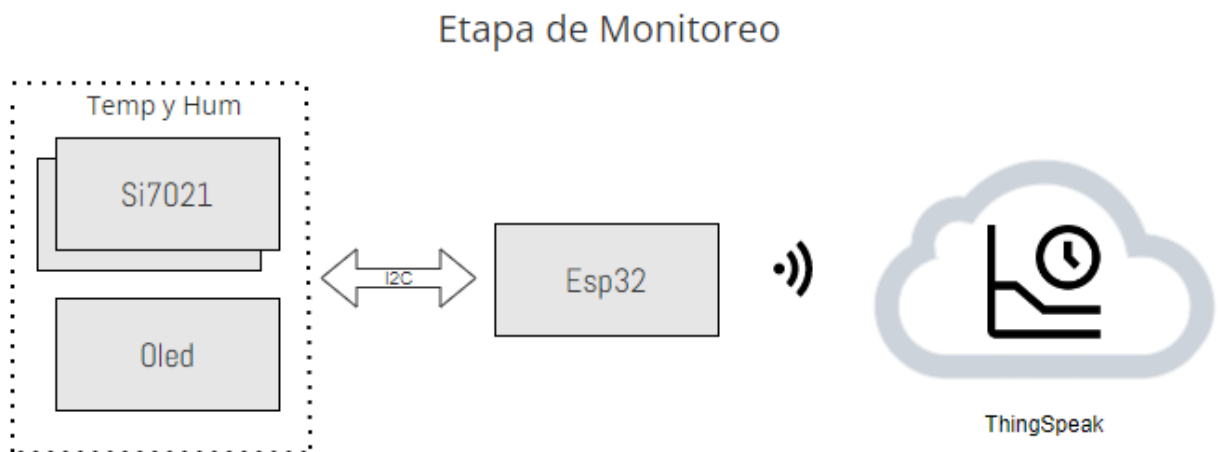 Etapa de Monitoreo
Temp y Hum
Si7021
I2C
Esp32
Oled
ThingSpeak